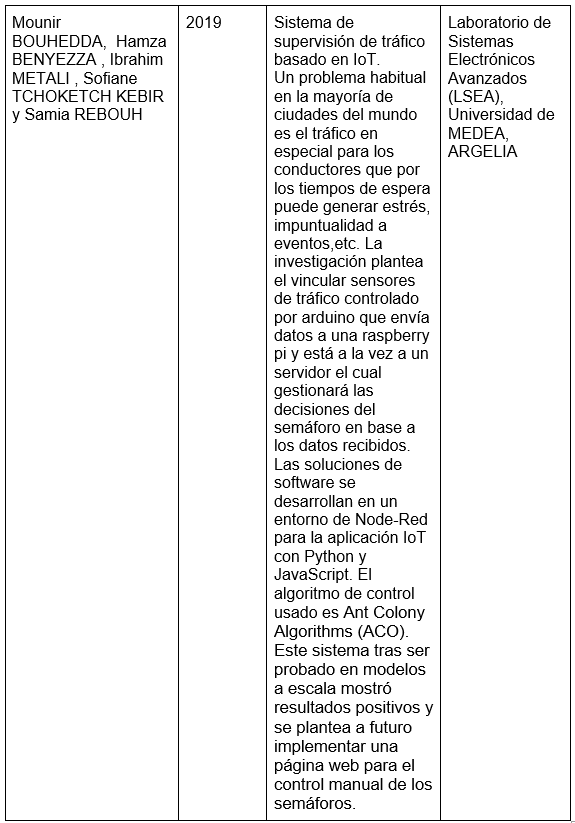 Mounir
BOUHEDDA, Hamza
BENYEZZA , Ibrahim
METALI , Sofiane
TCHOKETCH KEBIR
y Samia REBOUH
2019
Sistema de
supervisión de tráfico
basado en IoT.
Un problema habitual
en la mayoría de
ciudades del mundo
es el tráfico en
especial para los
conductores que por
los tiempos de espera
puede generar estrés,
impuntualidad a
eventos,etc. La
investigación plantea
el vincular sensores
de tráfico controlado
por arduino que envía
datos a una raspberry
pi y está a la vez a un
servidor el cual
gestionará las
decisiones del
semáforo en base a
los datos recibidos.
Las soluciones de
software se
desarrollan en un
entorno de Node-Red
para la aplicación IoT
con Python y
JavaScript. El
algoritmo de control
usado es Ant Colony
Algorithms (ACO).
Este sistema tras ser
probado en modelos
a escala mostró
resultados positivos y
se plantea a futuro
implementar una
página web para el
control manual de los
semáforos.
Laboratorio de
Sistemas
Electrónicos
Avanzados
(LSEA),
Universidad de
MEDEA,
ARGELIA